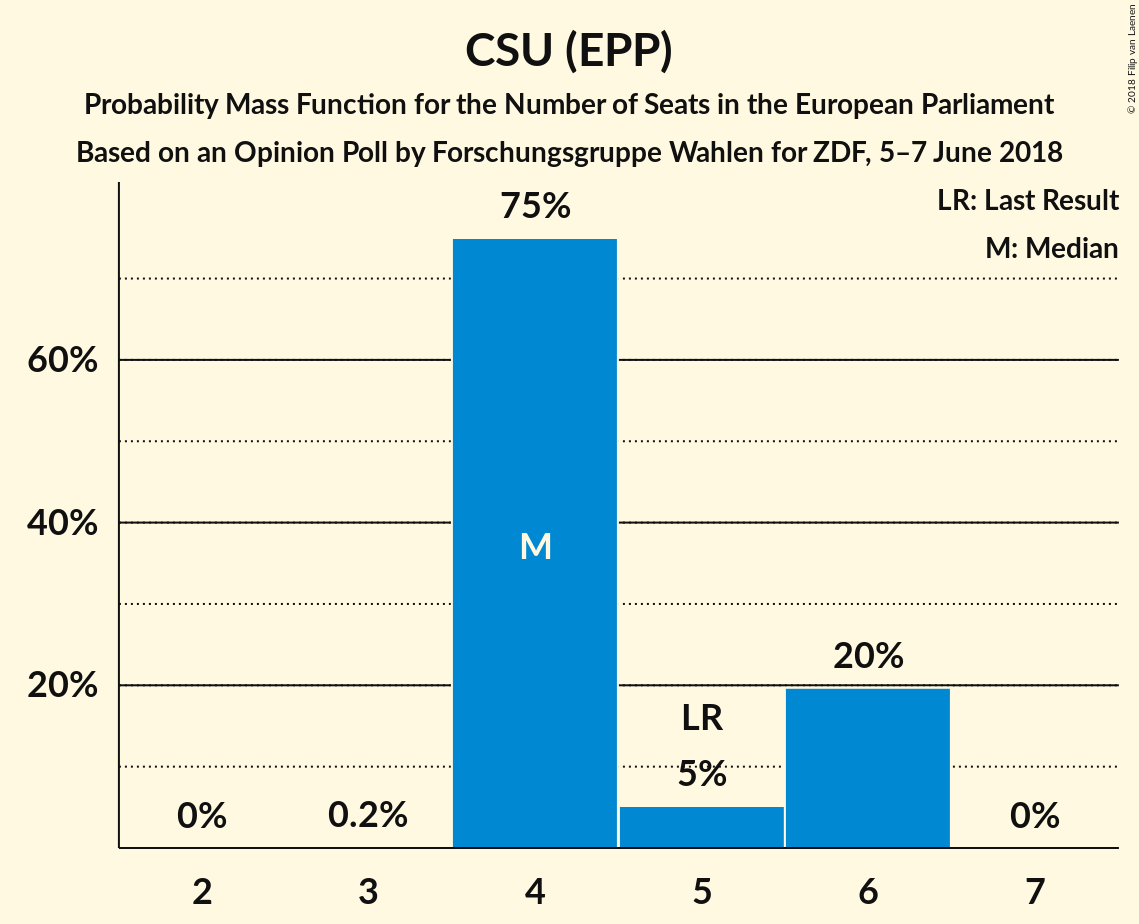 CSU (EPP)
Probability Mass Function for the Number of Seats in the European Parliament
Based on an Opinion Poll by Forschungsgruppe Wahlen for ZDF, 5–7 June 2018
© 2018 Filip van Laenen
LR: Last Result
M: Median
75%
60%
40%
M
20%
20%
LR
5%
0%
0.2%
0%
2 3 4 5 6 7